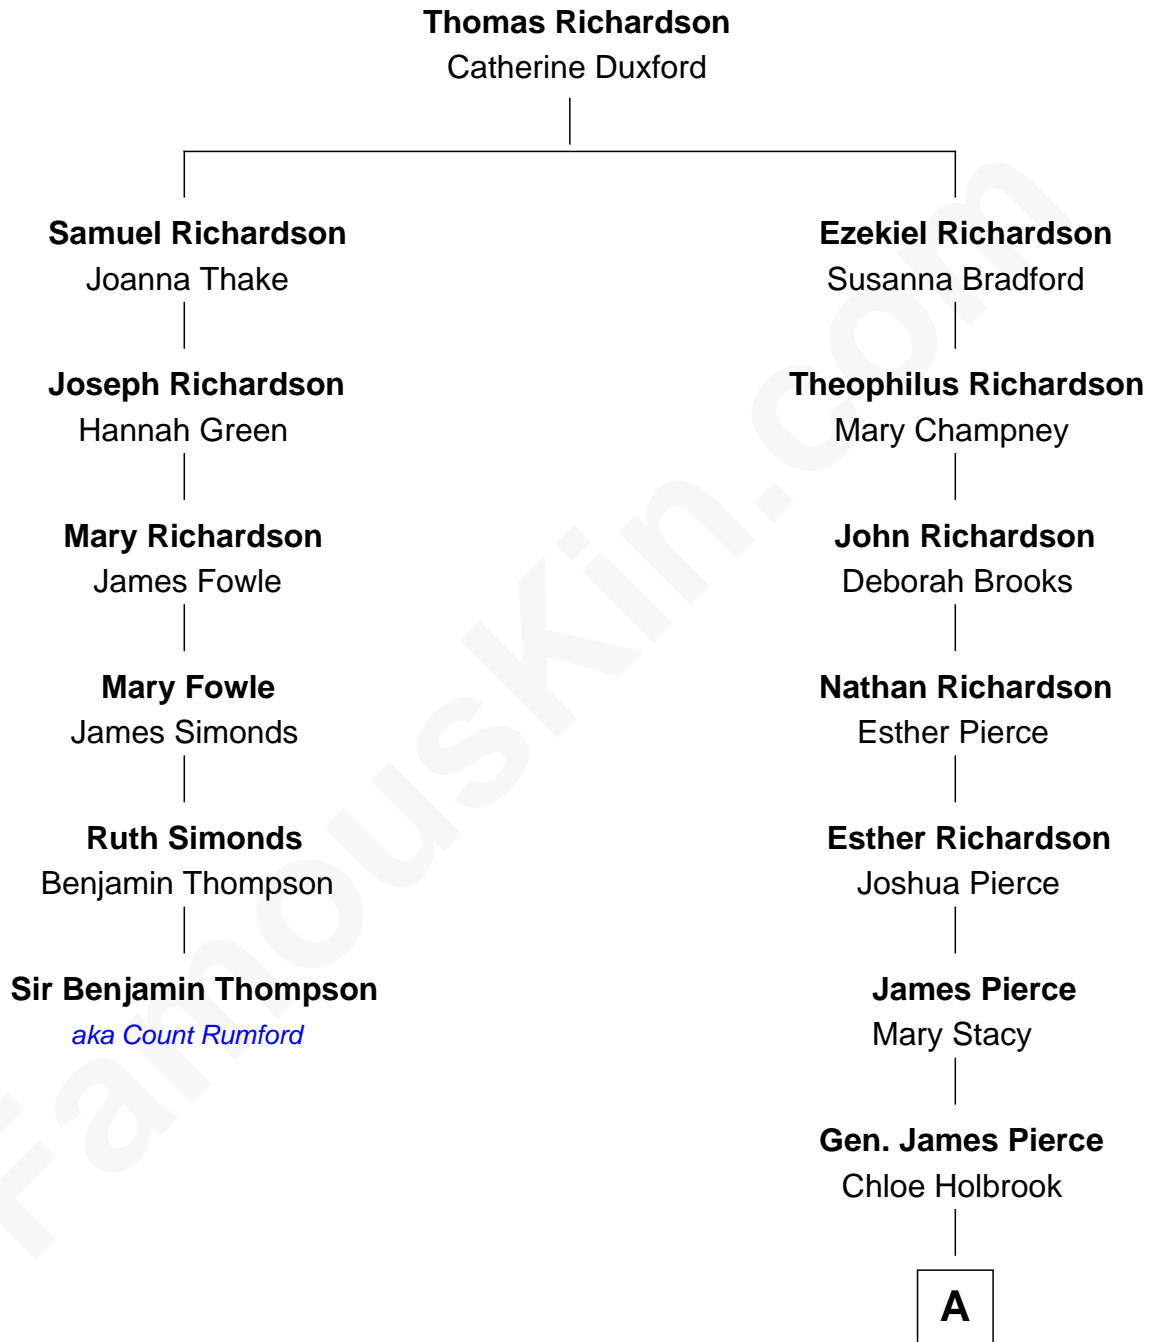 Thomas Richardson
Catherine Duxford
Samuel Richardson
Joanna Thake
Joseph Richardson
Hannah Green
Mary Richardson
James Fowle
Mary Fowle
James Simonds
Ruth Simonds
Benjamin Thompson
Sir Benjamin Thompson
aka Count Rumford
Ezekiel Richardson
Susanna Bradford
Theophilus Richardson
Mary Champney
John Richardson
Deborah Brooks
Nathan Richardson
Esther Pierce
Esther Richardson
Joshua Pierce
James Pierce
Mary Stacy
Gen. James Pierce
Chloe Holbrook
A
FamousKin.com